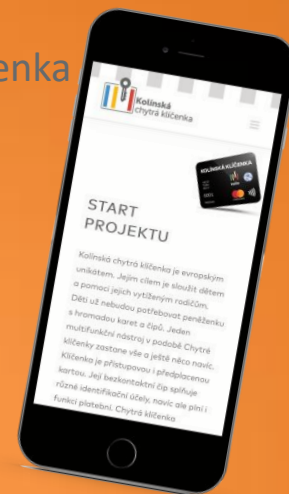 enka
Kolínská
chytrá klíčenka
KOLÍNSKÁ KLÍČENKA
START
PROJEKTU
Kolínská chytrá klíčenka je evropským
unikátem. Jejím cílem je sloužit dětem
a pomoci jejich vytíženým rodičům.
Děti už nebudou potřebovat peněženku
s hromadou karet a čipů. Jeden
multifunkční nástroj v podobě Chytré
klíčenky zastane vše a ještě něco navíc.
Klíčenka je přístupovou i předplacenou
kartou. Její bezkontaktní čip splňuje
různé identifikační účely, navíc ale plní i
funkci platební. Chytrá klíčenka